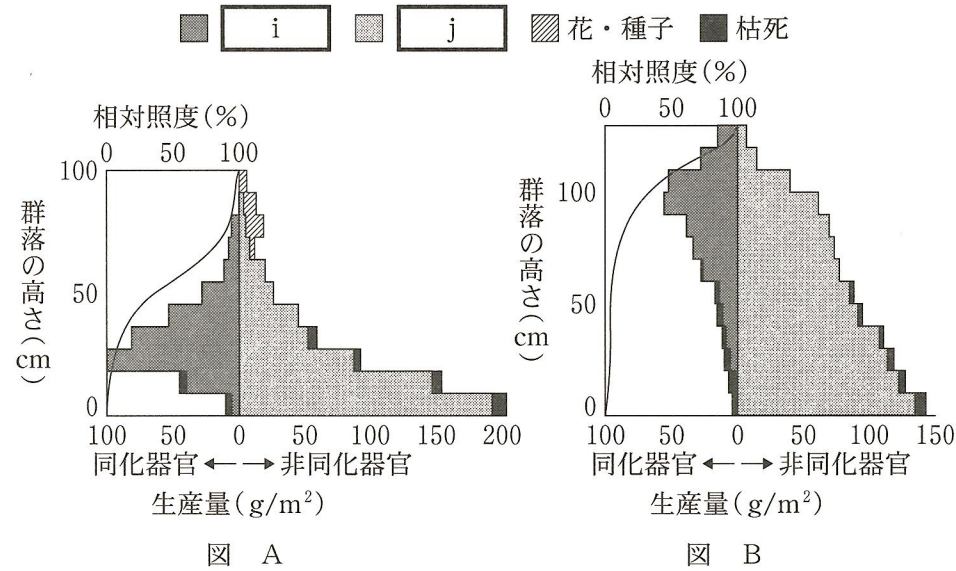 i j 花・種子 枯死
相対照度(%)
0 50 100
群落の高さ(cm)
100
50
0
100 50 0 50 100 150 200
同化器官 ←→ 非同化器官
生産量(g/m²)
図 A
相対照度(%)
0 50 100
群落の高さ(cm)
100
50
0
100 50 0 50 100 150
同化器官 ←→ 非同化器官
生産量(g/m²)
図 B